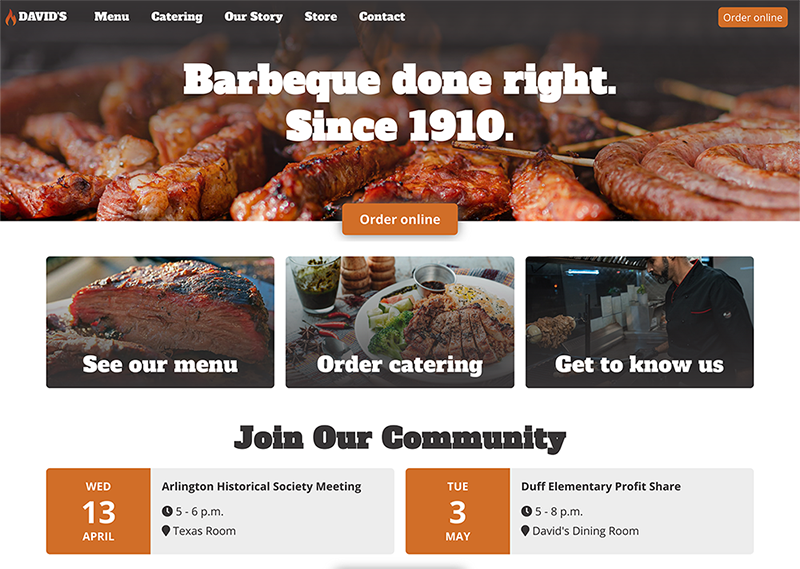 DAVID'S Menu Catering Our Story Store Contact Order online
Barbeque done right.
Since 1910.
Order online
See our menu
Order catering
Get to know us
Join Our Community
WED
13
APRIL
Arlington Historical Society Meeting
5 - 6 p.m.
Texas Room
TUE
3
MAY
Duff Elementary Profit Share
5 - 8 p.m.
David's Dining Room